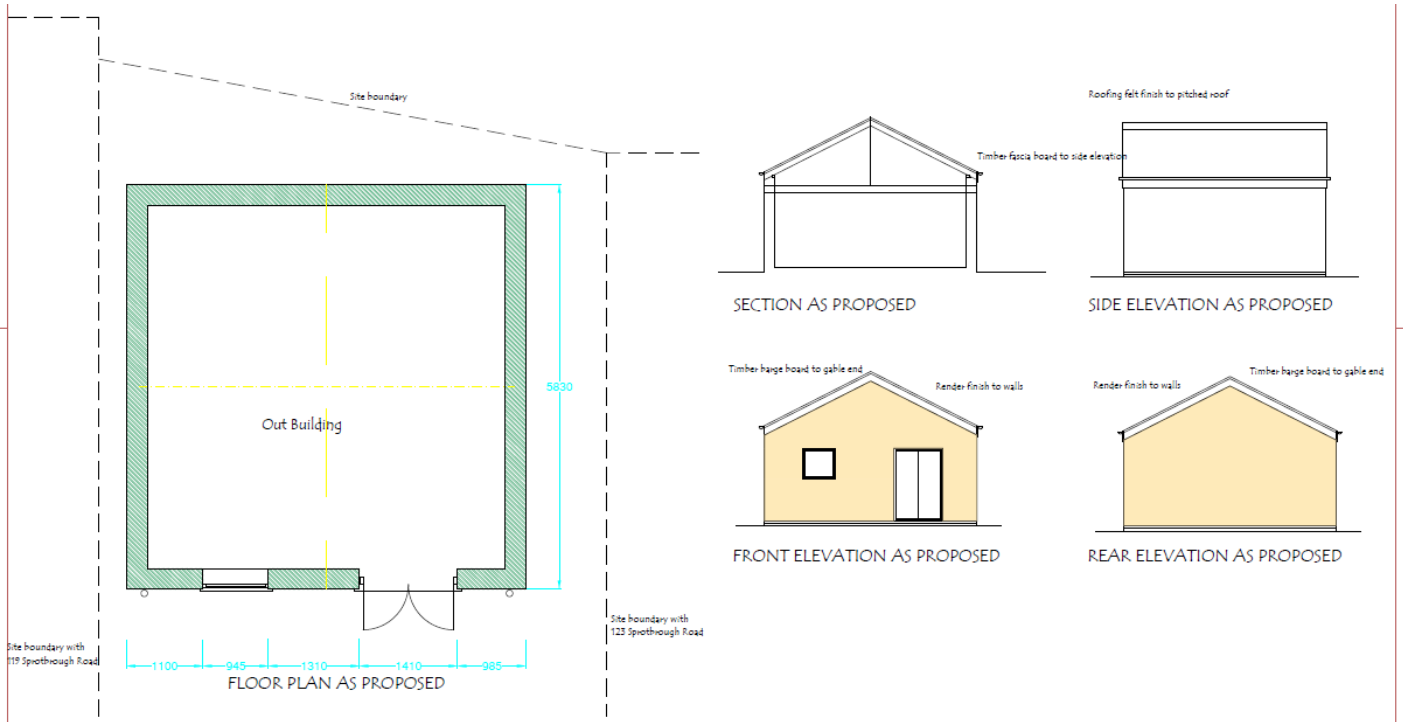 Site boundary
Roofing felt finish to pitched roof
Timber fascia board to side elevation
SECTION AS PROPOSED
SIDE ELEVATION AS PROPOSED
5830
Out Building
Timber barge board to gable end
Render finish to walls
Render finish to walls
Timber barge board to gable end
FRONT ELEVATION AS PROPOSED
REAR ELEVATION AS PROPOSED
Site boundary with
119 Sprotbrough Road
Site boundary with
123 Sprotbrough Road
1100
945
1310
1410
985
FLOOR PLAN AS PROPOSED